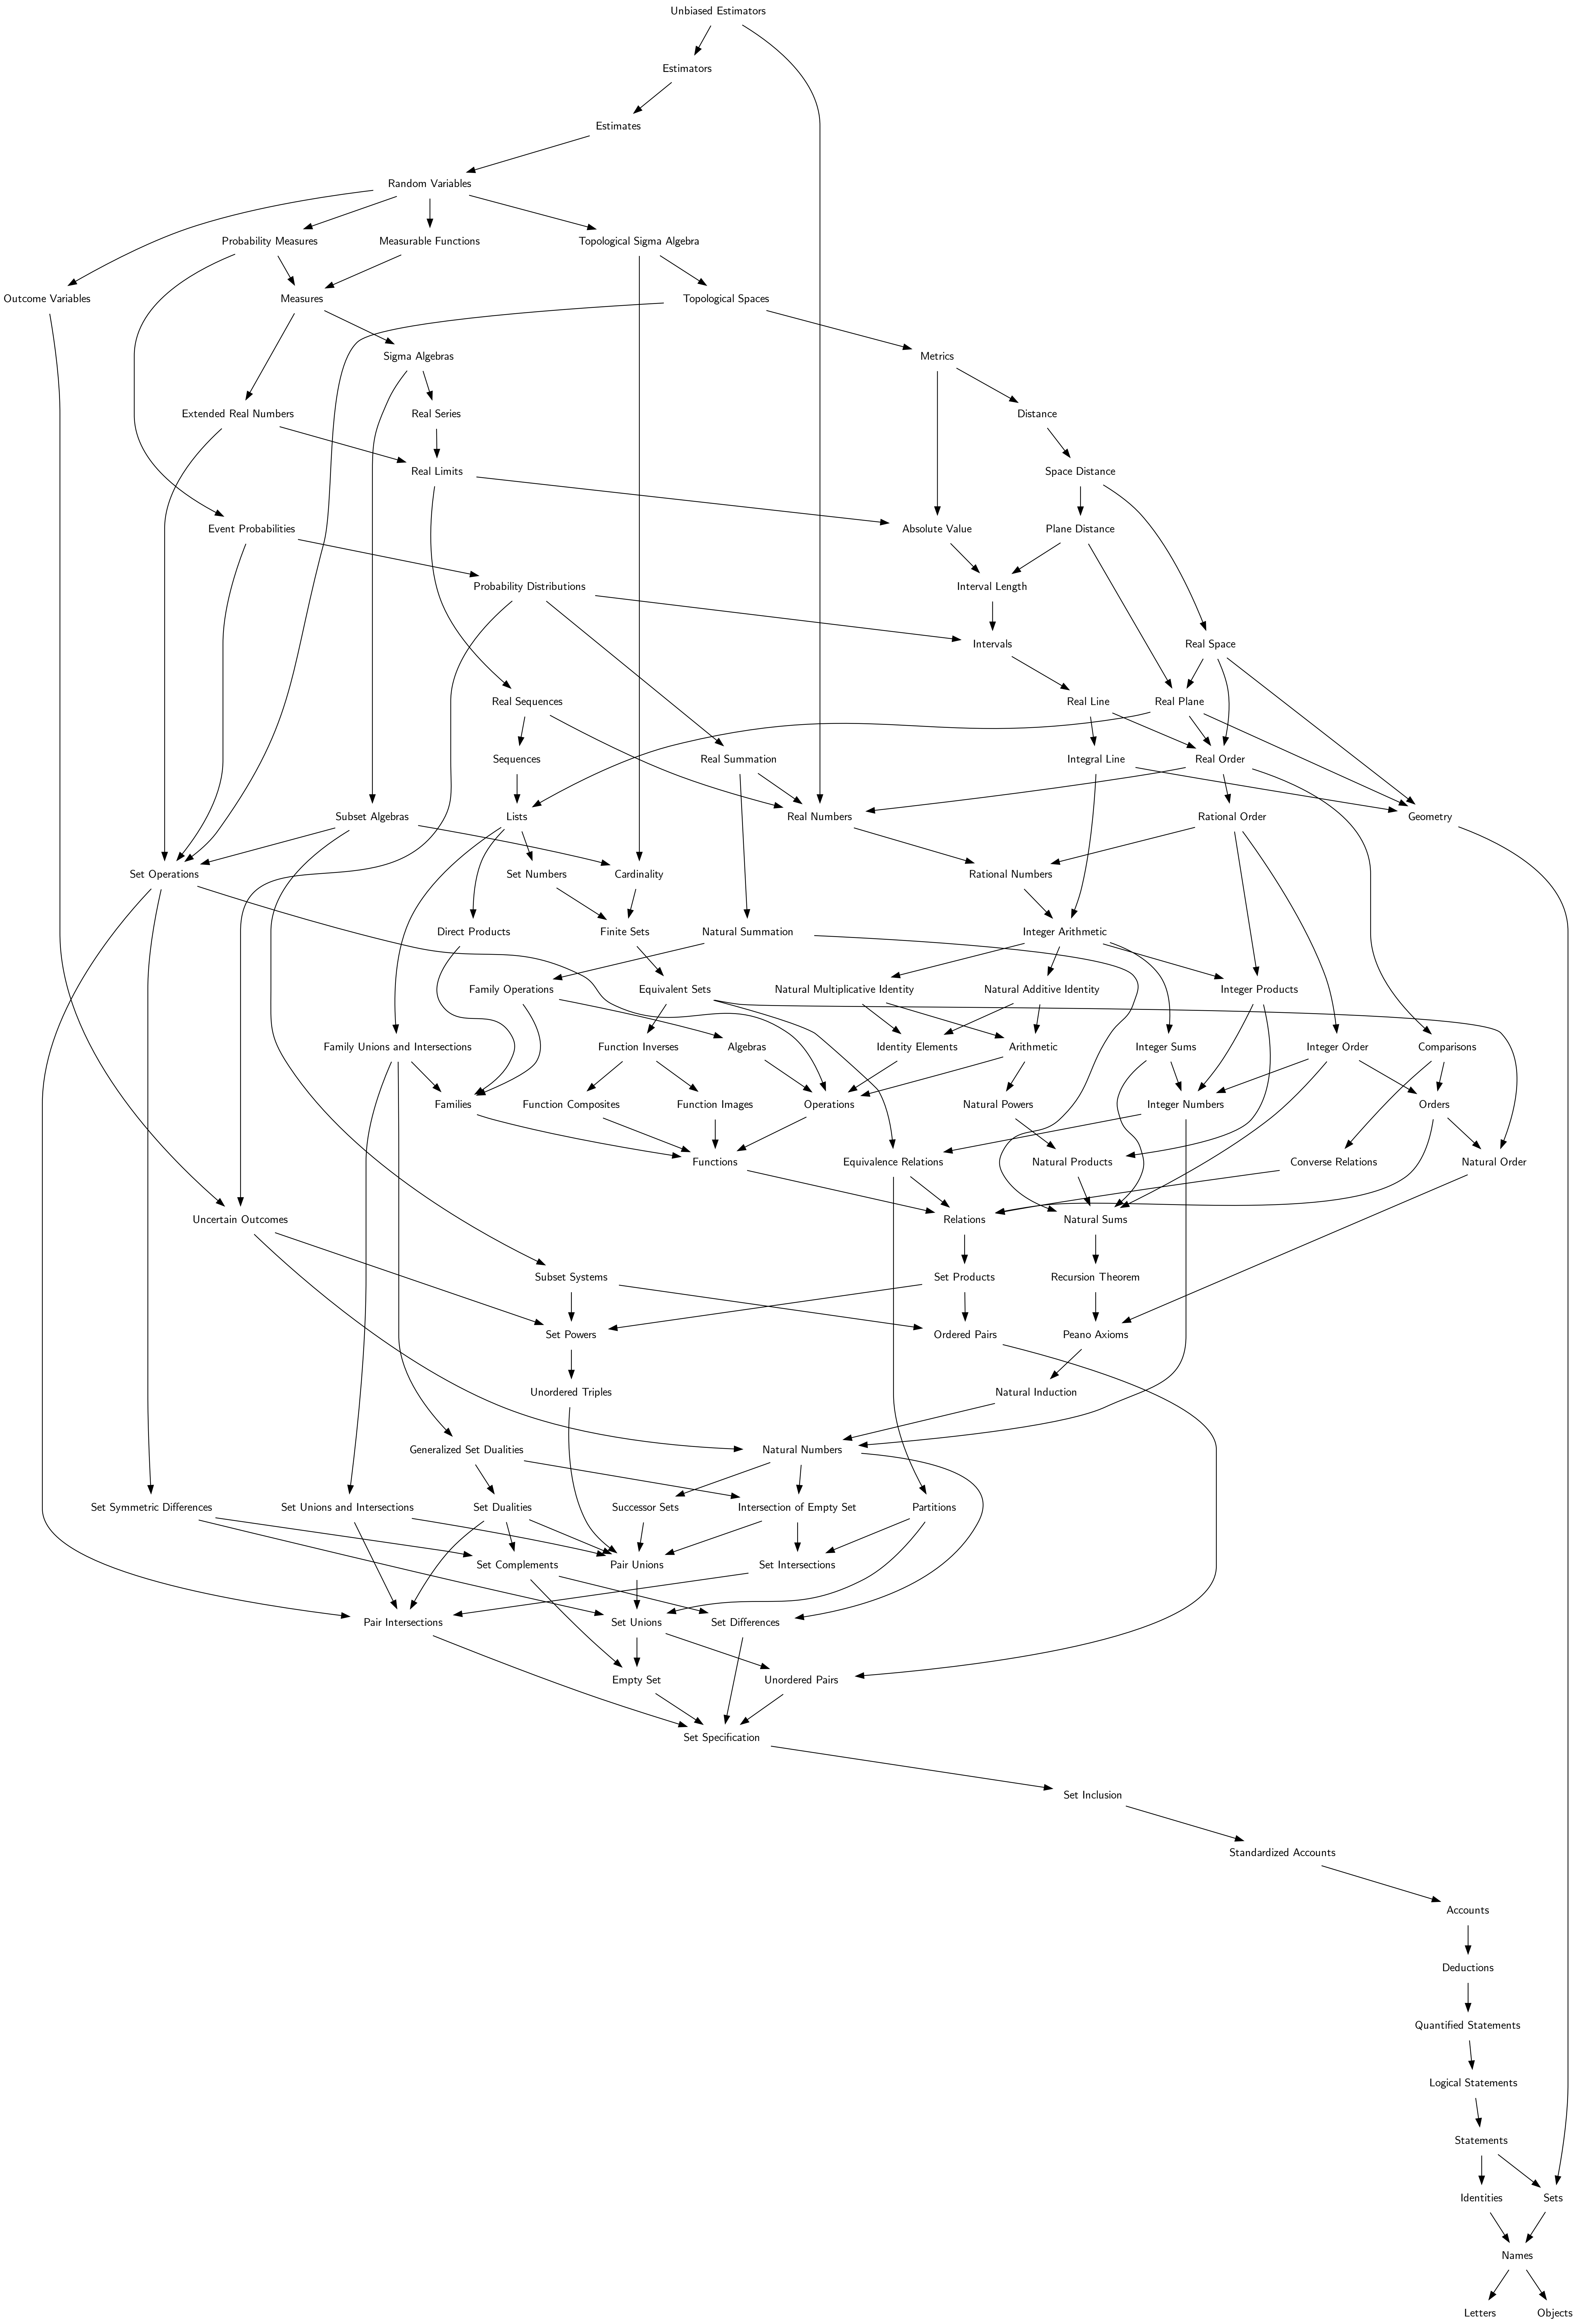 Unbiased Estimators
Estimators
Estimates
Random Variables
Probability Measures
Measurable Functions
Topological Sigma Algebra
Outcome Variables
Measures
Topological Spaces
Sigma Algebras
Metrics
Extended Real Numbers
Real Series
Distance
Real Limits
Space Distance
Event Probabilities
Absolute Value
Plane Distance
Probability Distributions
Interval Length
Intervals
Real Space
Real Sequences
Real Line
Real Plane
Sequences
Real Summation
Integral Line
Real Order
Subset Algebras
Lists
Real Numbers
Rational Order
Geometry
Set Operations
Set Numbers
Cardinality
Rational Numbers
Direct Products
Finite Sets
Natural Summation
Integer Arithmetic
Family Operations
Equivalent Sets
Natural Multiplicative Identity
Natural Additive Identity
Integer Products
Family Unions and Intersections
Function Inverses
Algebras
Identity Elements
Arithmetic
Integer Sums
Integer Order
Comparisons
Families
Function Composites
Function Images
Operations
Natural Powers
Integer Numbers
Orders
Functions
Equivalence Relations
Natural Products
Converse Relations
Natural Order
Uncertain Outcomes
Relations
Natural Sums
Subset Systems
Set Products
Recursion Theorem
Set Powers
Ordered Pairs
Peano Axioms
Unordered Triples
Natural Induction
Generalized Set Dualities
Natural Numbers
Set Symmetric Differences
Set Unions and Intersections
Set Dualities
Successor Sets
Intersection of Empty Set
Partitions
Set Complements
Pair Unions
Set Intersections
Pair Intersections
Set Unions
Set Differences
Empty Set
Unordered Pairs
Set Specification
Set Inclusion
Standardized Accounts
Accounts
Deductions
Quantified Statements
Logical Statements
Statements
Identities
Sets
Names
Letters
Objects